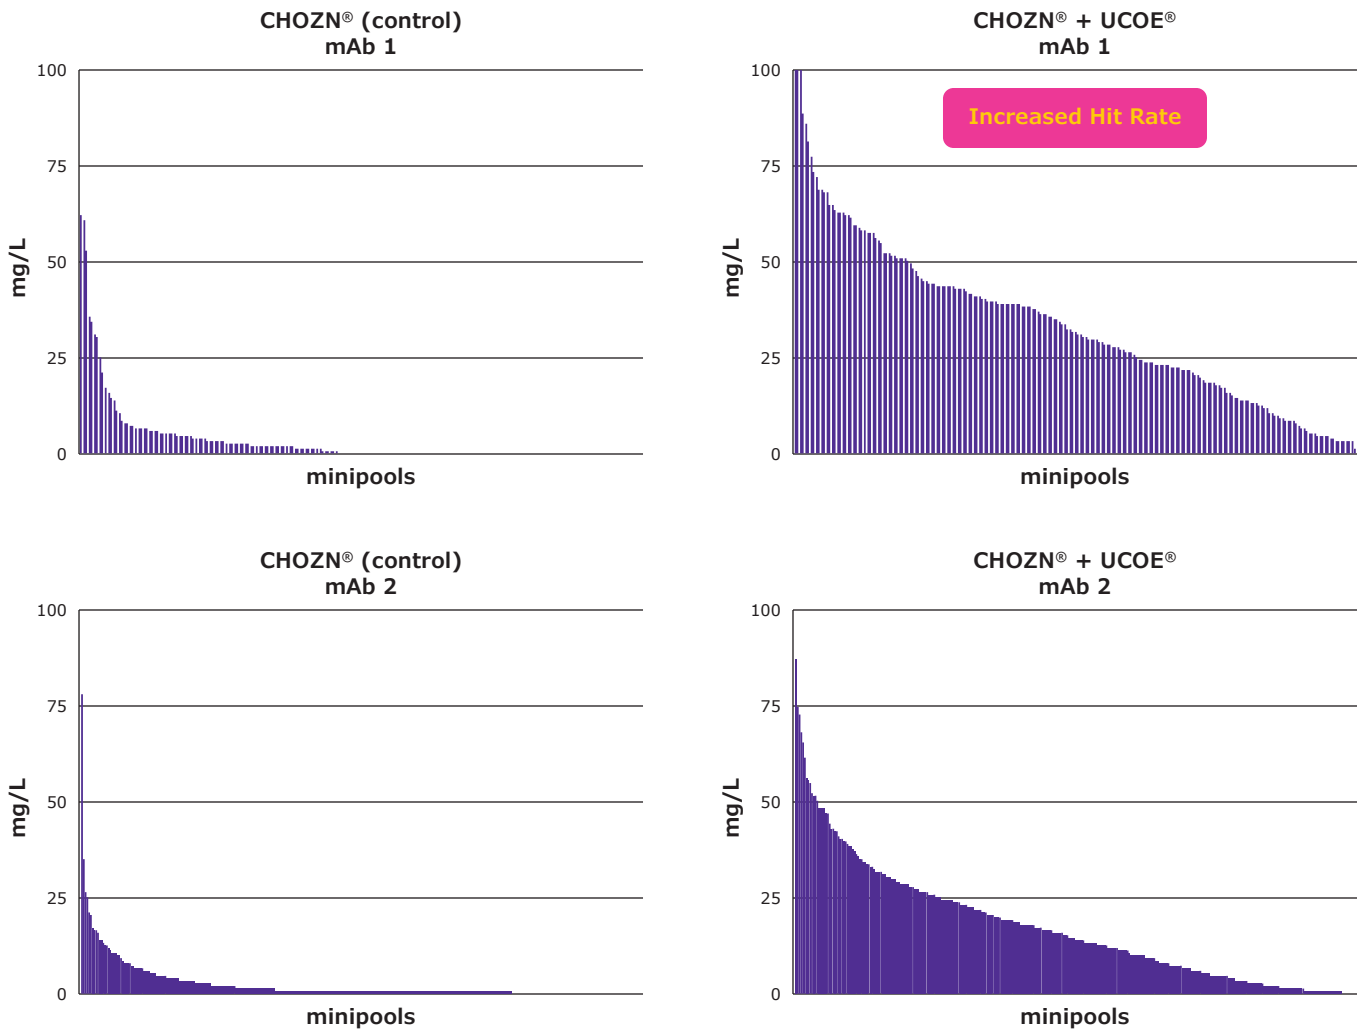 CHOZN® (control)
mAb 1
100
75
50
25
0
mg/L
minipools
CHOZN® + UCOE®
mAb 1
Increased Hit Rate
100
75
50
25
0
mg/L
minipools
CHOZN® (control)
mAb 2
100
75
50
25
0
mg/L
minipools
CHOZN® + UCOE®
mAb 2
100
75
50
25
0
mg/L
minipools